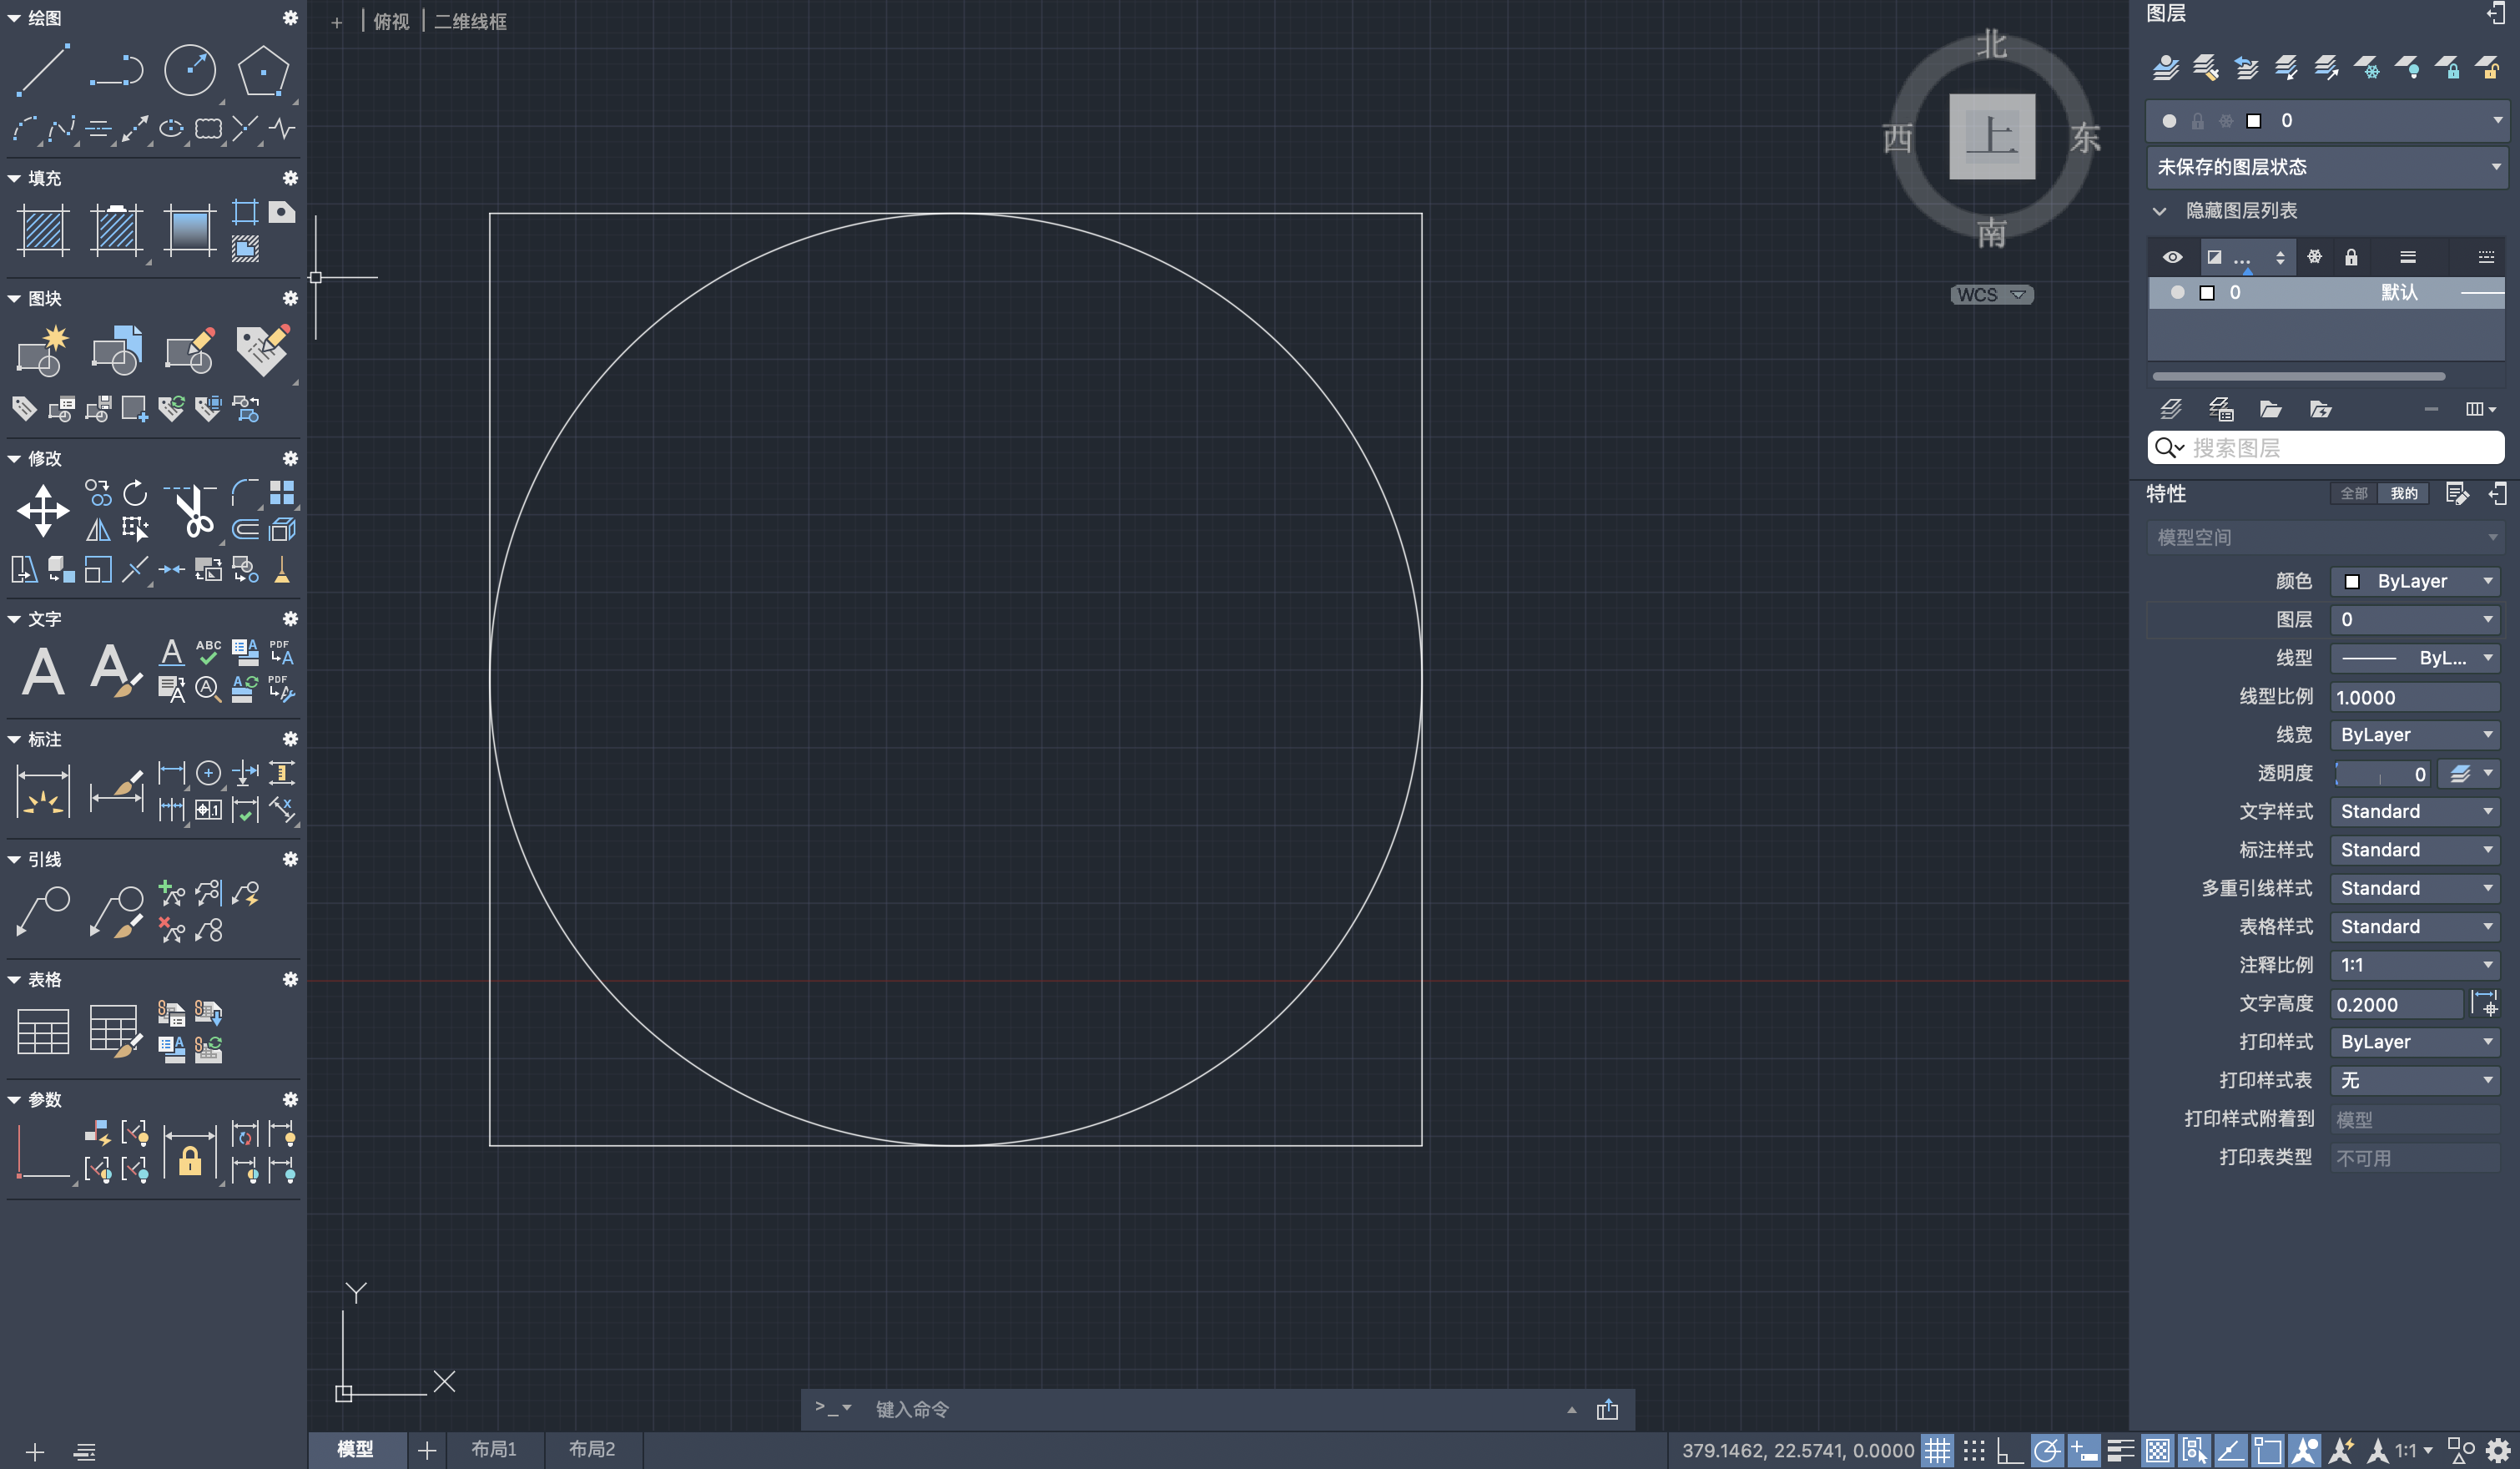 绘图
填充
图块
修改
文字
A
A
A
ABC
A
PDF
A
A
A
A
PDF
标注
.1
x
引线
表格
A
参数
+ 俯视 二维线框
北
西 上 东
南
WCS
Y
X
>_ 键入命令
模型
布局1
布局2
379.1462, 22.5741, 0.0000
1:1
图层
0
未保存的图层状态
隐藏图层列表
...
0 默认
搜索图层
特性 全部 我的
模型空间
颜色 ByLayer
图层 0
线型 ByL...
线型比例 1.0000
线宽 ByLayer
透明度 0
文字样式 Standard
标注样式 Standard
多重引线样式 Standard
表格样式 Standard
注释比例 1:1
文字高度 0.2000
打印样式 ByLayer
打印样式表 无
打印样式附着到 模型
打印表类型 不可用